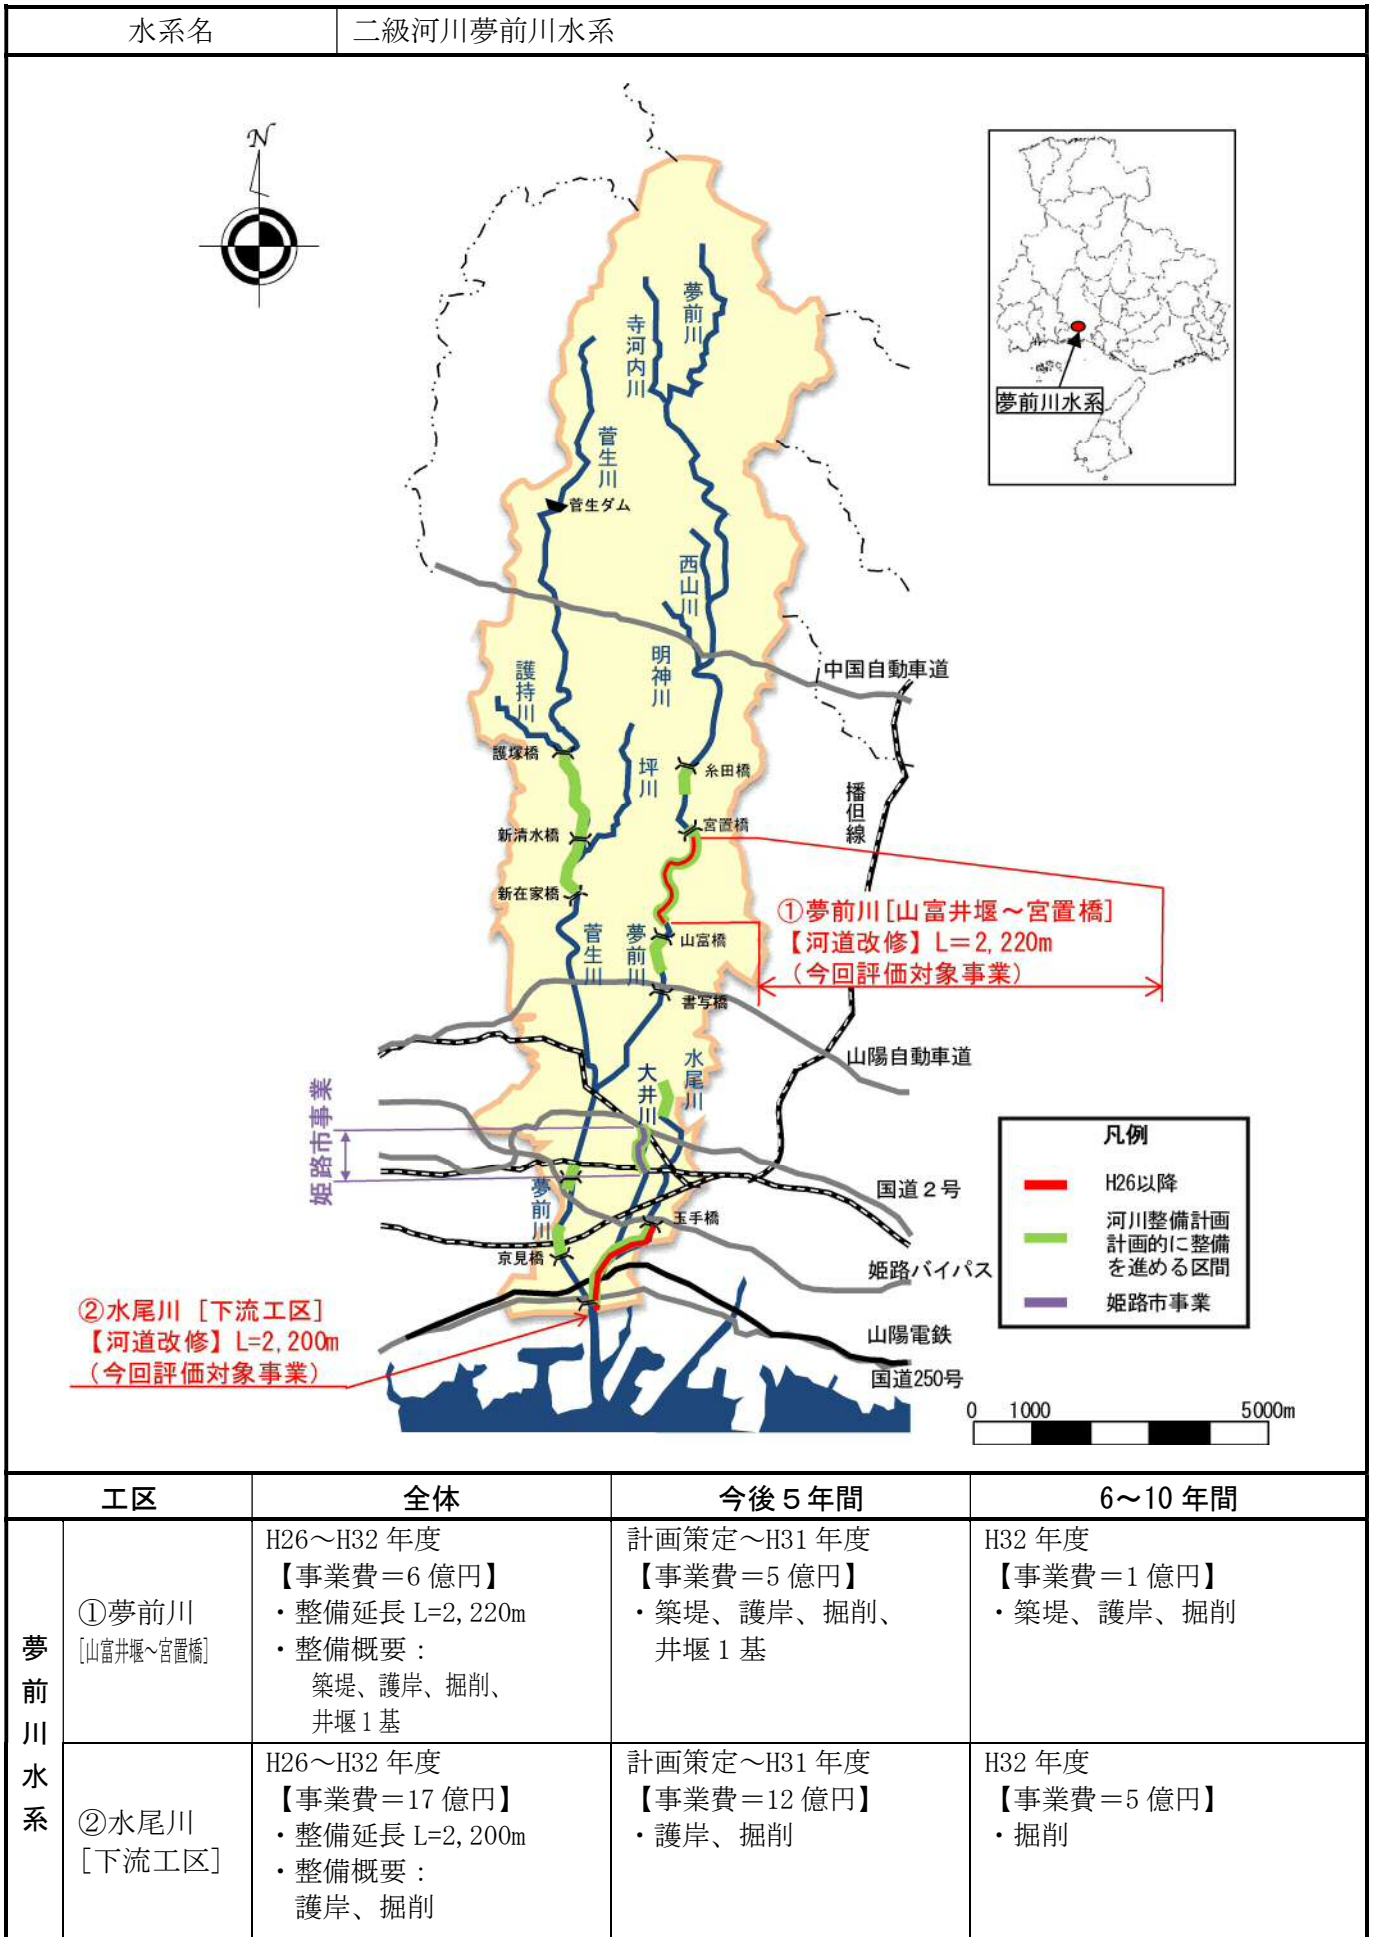 水系名
二級河川夢前川水系
N
夢前川水系
夢前川
寺河内川
菅生川
菅生ダム
西山川
明神川
中国自動車道
護持川
護塚橋
坪川
糸田橋
播但線
新清水橋
宮置橋
新在家橋
①夢前川[山富井堰～宮置橋]
【河道改修】L＝2,220m
（今回評価対象事業）
菅生川
夢前川
山富橋
書写橋
山陽自動車道
水尾川
大井川
姫路市事業
国道２号
夢前川
玉手橋
京見橋
姫路バイパス
②水尾川 ［下流工区］
【河道改修】L=2,200m
（今回評価対象事業）
山陽電鉄
国道250号
凡例
H26以降
河川整備計画
計画的に整備
を進める区間
姫路市事業
0 1000 5000m
工区 全体 今後５年間 6～10 年間
夢前川水系
①夢前川
[山富井堰～宮置橋]
H26～H32 年度
【事業費＝6 億円】
・整備延長 L=2,220m
・整備概要：
築堤、護岸、掘削、
井堰 1 基
計画策定～H31 年度
【事業費＝5 億円】
・築堤、護岸、掘削、
井堰 1 基
H32 年度
【事業費＝1 億円】
・築堤、護岸、掘削
②水尾川
［下流工区］
H26～H32 年度
【事業費＝17 億円】
・整備延長 L=2,200m
・整備概要：
護岸、掘削
計画策定～H31 年度
【事業費＝12 億円】
・護岸、掘削
H32 年度
【事業費＝5 億円】
・掘削